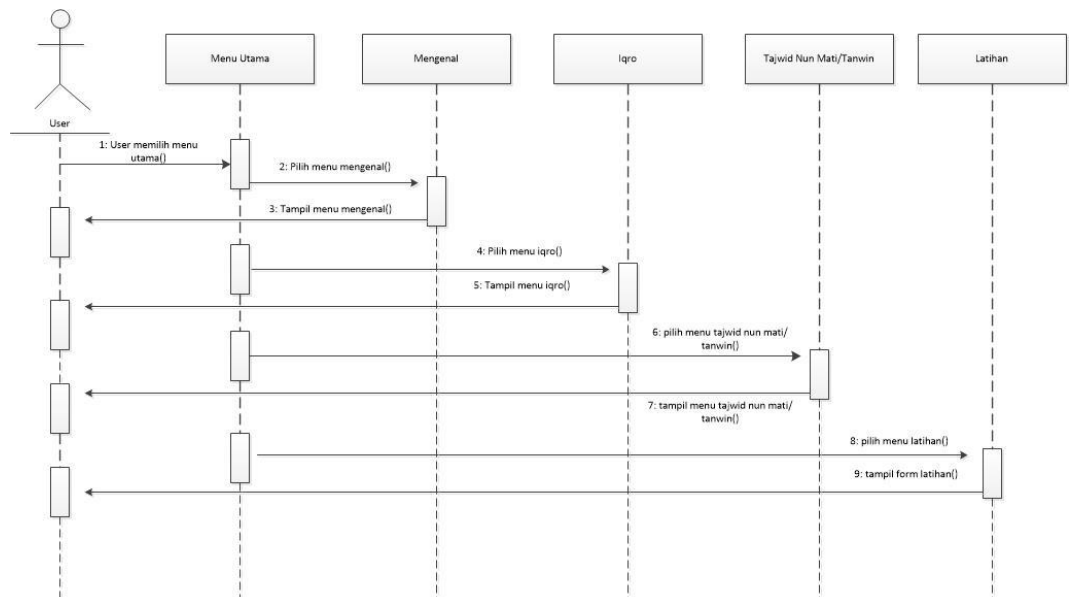 Menu Utama
Mengenal
Iqro
Tajwid Nun Mati/Tanwin
Latihan
User
1: User memilih menu
utama()
2: Pilih menu mengenal()
3: Tampil menu mengenal()
4: Pilih menu iqro()
5: Tampil menu iqro()
6: pilih menu tajwid nun mati/
tanwin()
7: tampil menu tajwid nun mati/
tanwin()
8: pilih menu latihan()
9: tampil form latihan()